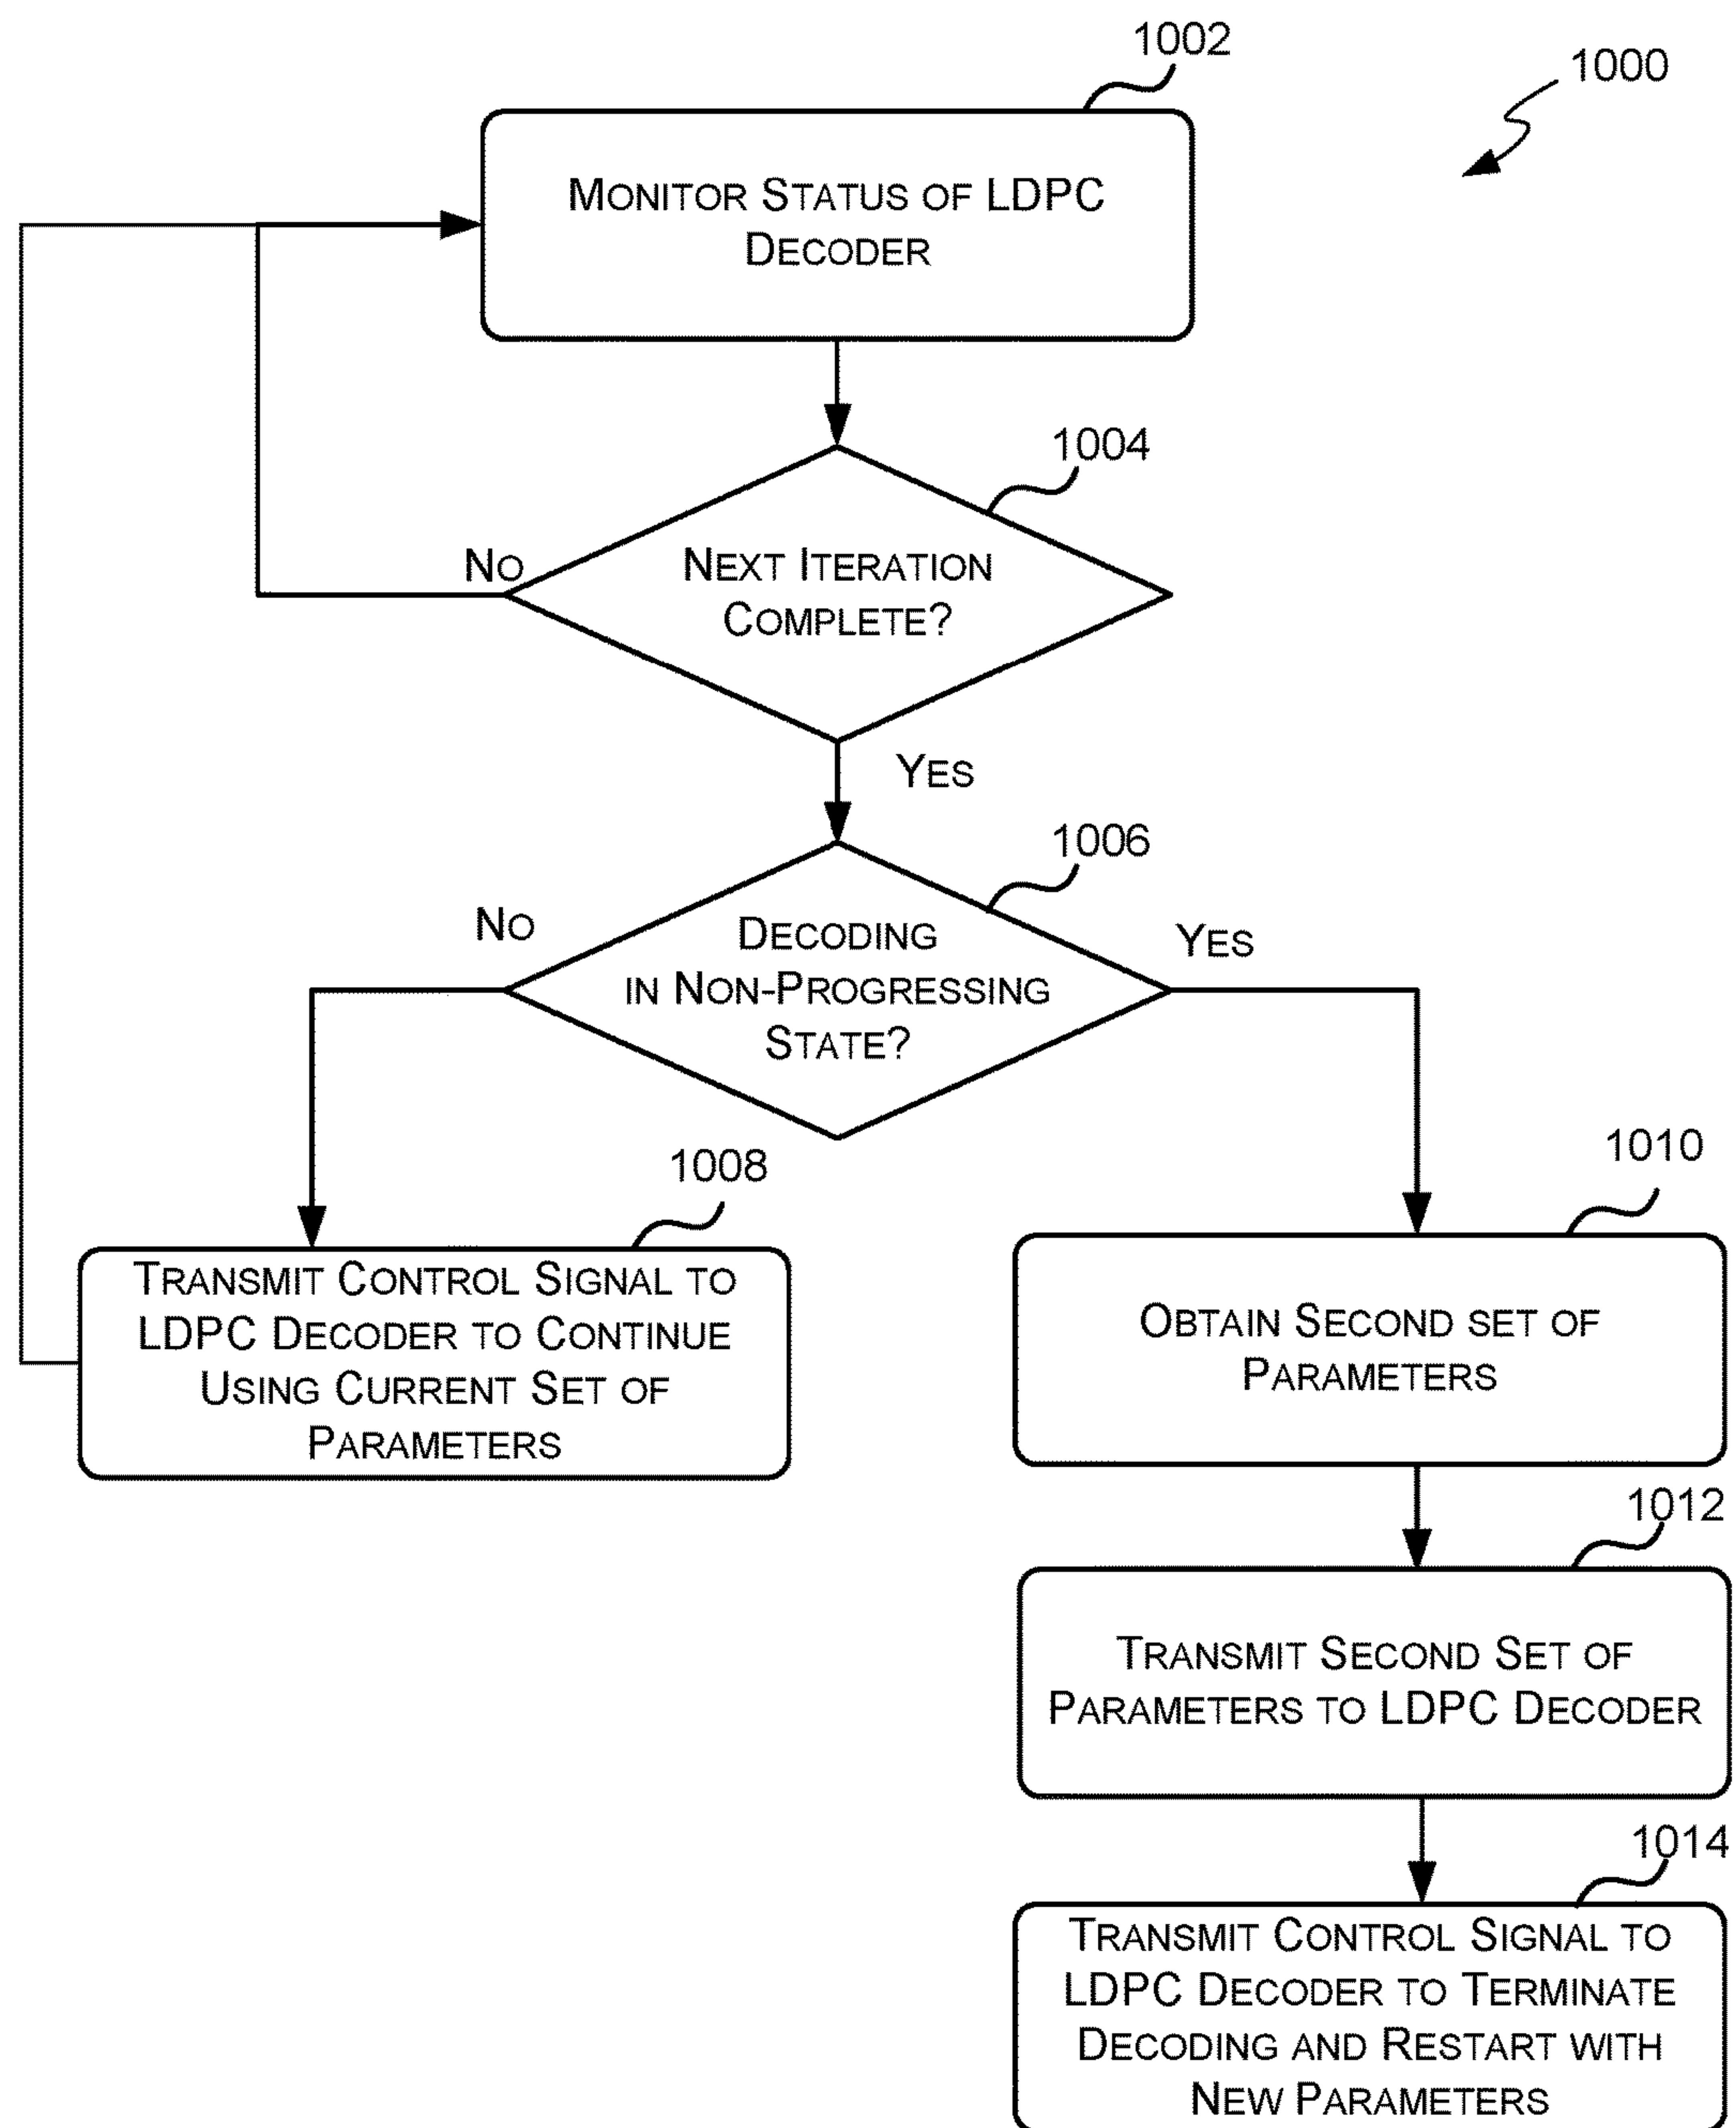 1002
1000
MONITOR STATUS OF LDPC
DECODER
1004
NO
NEXT ITERATION
COMPLETE?
YES
1006
NO
DECODING
IN NON-PROGRESSING
STATE?
YES
1008
1010
TRANSMIT CONTROL SIGNAL TO
LDPC DECODER TO CONTINUE
USING CURRENT SET OF
PARAMETERS
OBTAIN SECOND SET OF
PARAMETERS
1012
TRANSMIT SECOND SET OF
PARAMETERS TO LDPC DECODER
1014
TRANSMIT CONTROL SIGNAL TO
LDPC DECODER TO TERMINATE
DECODING AND RESTART WITH
NEW PARAMETERS